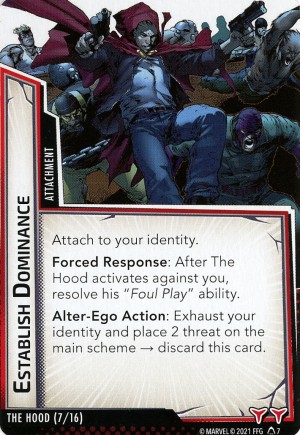 ATTACHMENT
ESTABLISH DOMINANCE
Attach to your identity.
Forced Response: After The
Hood activates against you,
resolve his "Foul Play" ability.
Alter-Ego Action: Exhaust your
identity and place 2 threat on
the main scheme → discard this card.
THE HOOD (7/16)
© MARVEL © 2021 FFG 7